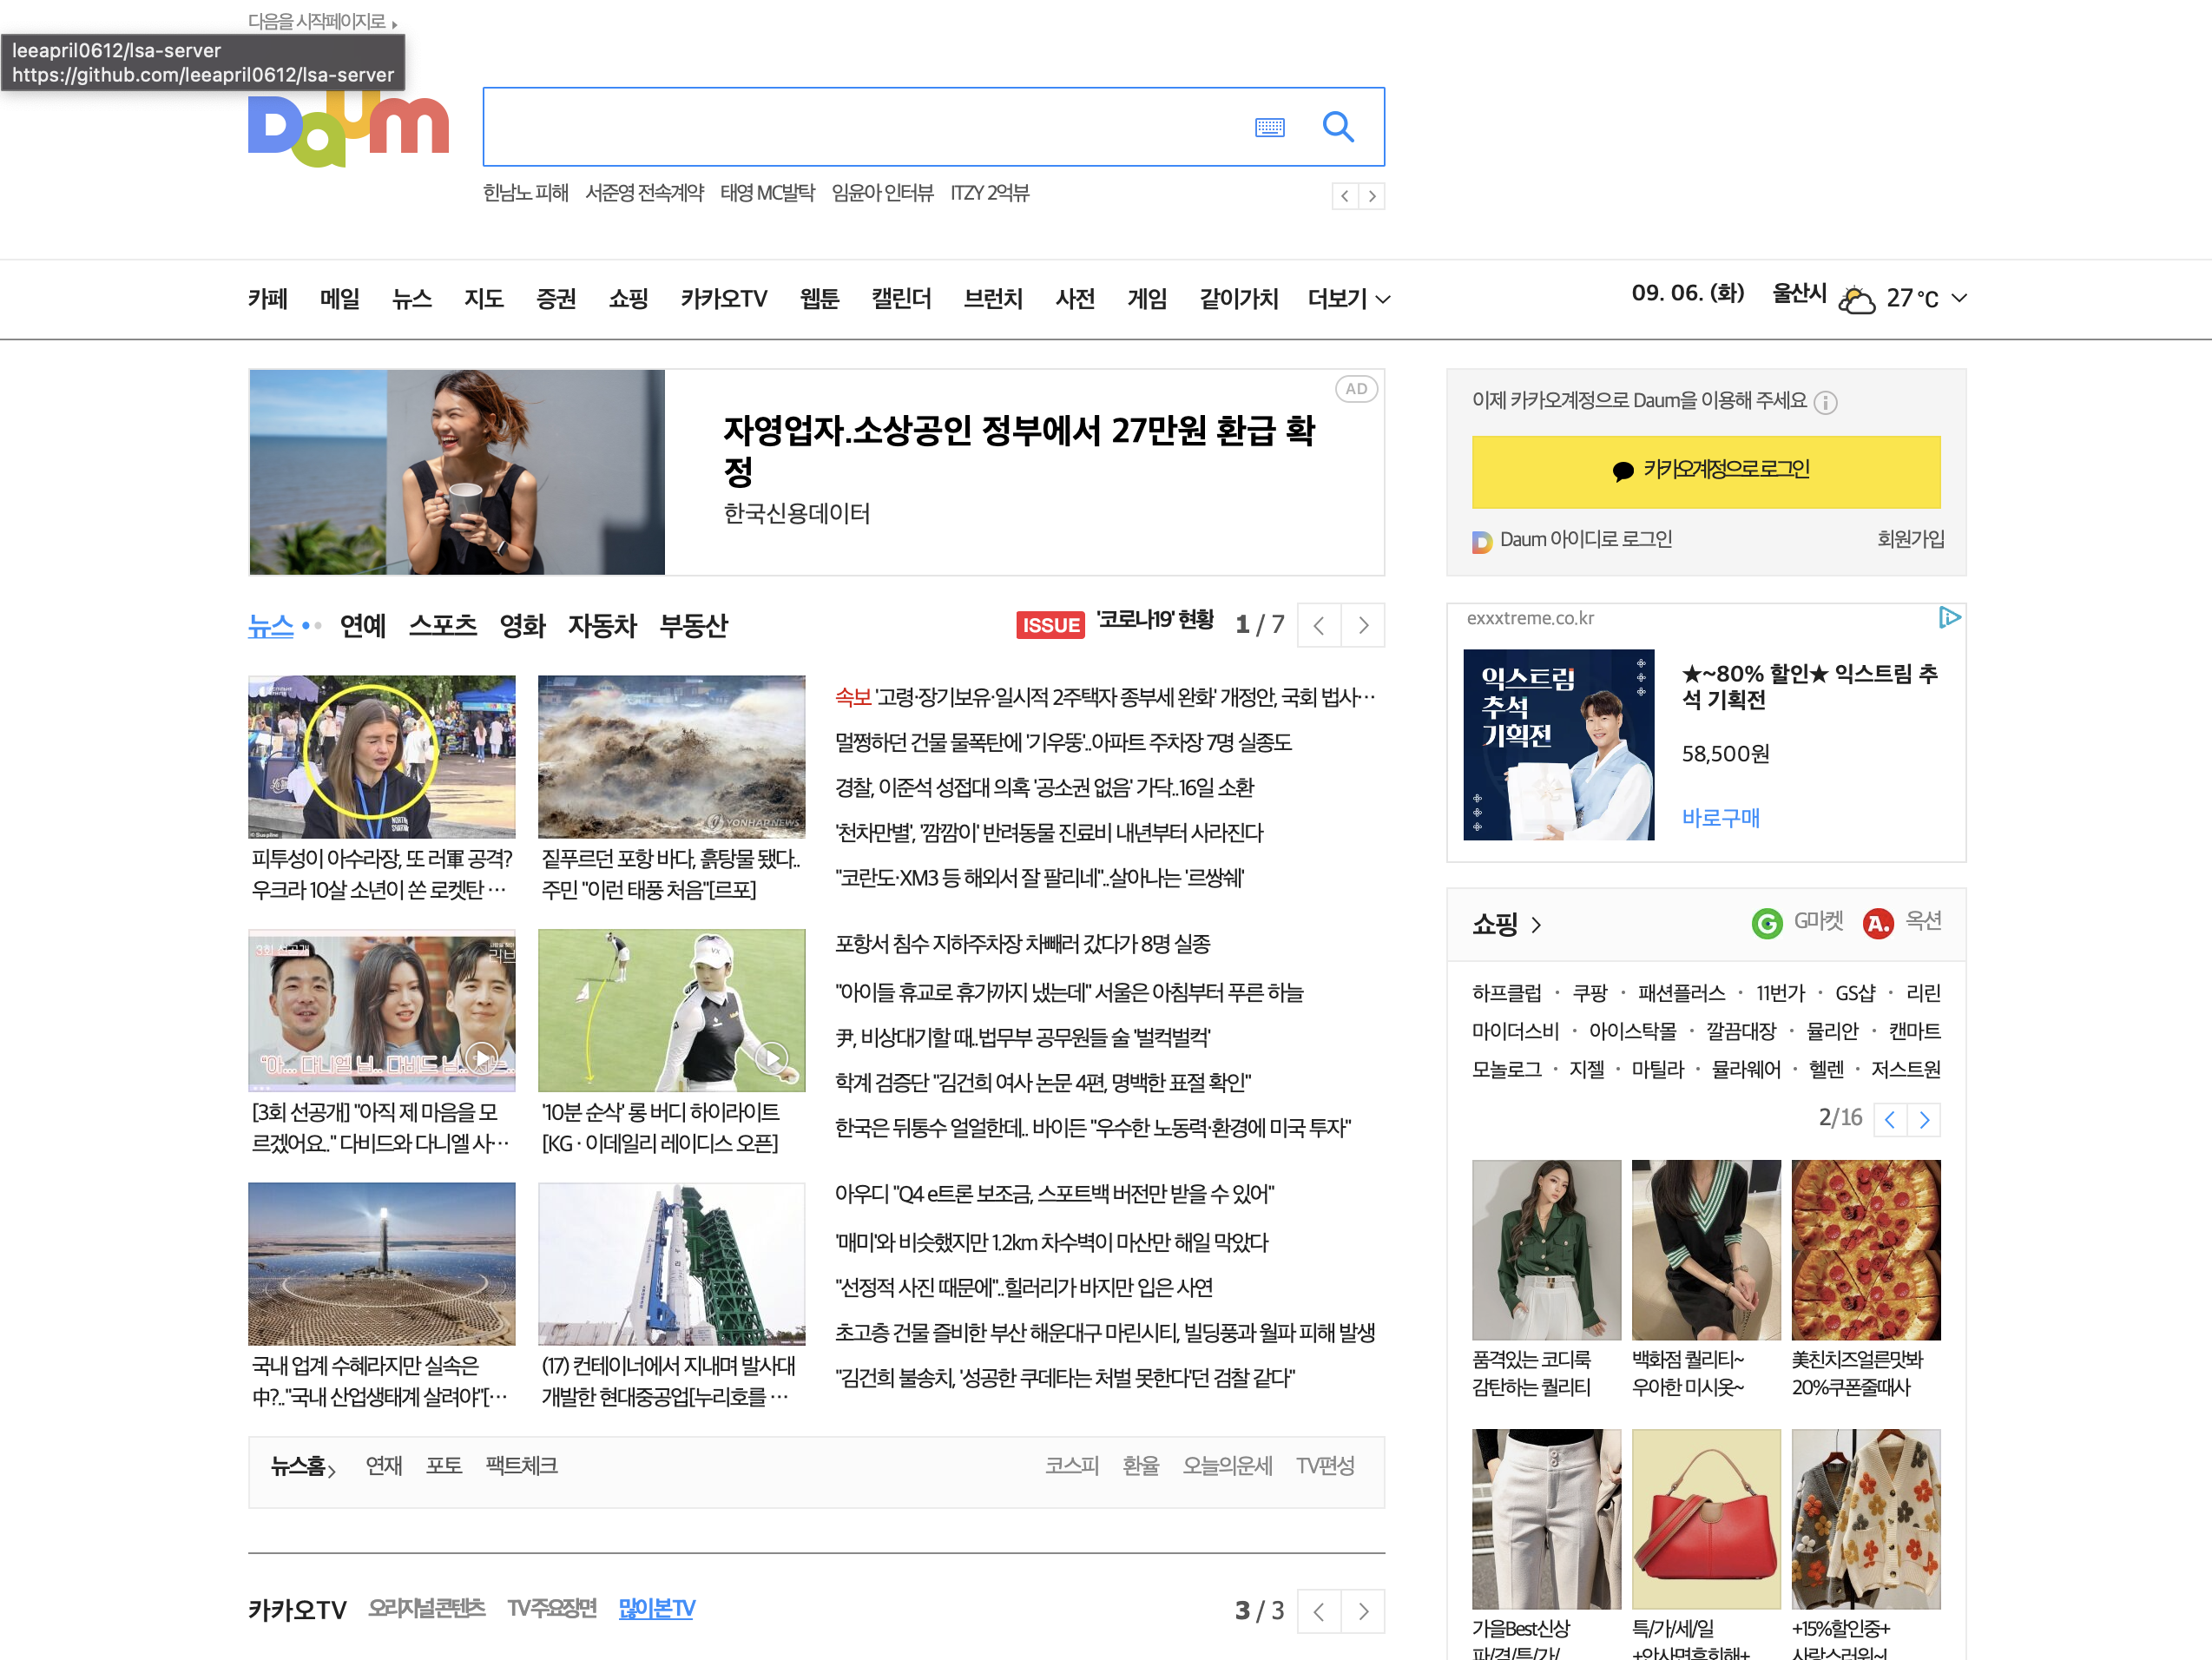 다음을 시작페이지로
leeapril0612/lsa-server
https://github.com/leeapril0612/lsa-server
Daum
힌남노 피해 서준영 전속계약 태영 MC발탁 임윤아 인터뷰 ITZY 2억뷰
카페 메일 뉴스 지도 증권 쇼핑 카카오TV 웹툰 캘린더 브런치 사전 게임 같이가치 더보기
09. 06. (화) 울산시 27 °C
AD
자영업자.소상공인 정부에서 27만원 환급 확
정
한국신용데이터
이제 카카오계정으로 Daum을 이용해 주세요
카카오계정으로 로그인
Daum 아이디로 로그인 회원가입
뉴스 연예 스포츠 영화 자동차 부동산
ISSUE '코로나19' 현황 1 / 7
피투성이 아수라장, 또 러軍 공격?
우크라 10살 소년이 쏜 로켓탄 …
YONHAP NEWS
짙푸르던 포항 바다, 흙탕물 됐다..
주민 "이런 태풍 처음"[르포]
3회 선공개
"아... 다니엘 님.. 다비드 님.. 저는..
[3회 선공개] "아직 제 마음을 모
르겠어요.." 다비드와 다니엘 사…
'10분 순삭' 롱 버디 하이라이트
[KG · 이데일리 레이디스 오픈]
국내 업계 수혜라지만 실속은
中?.."국내 산업생태계 살려야"[…
(17) 컨테이너에서 지내며 발사대
개발한 현대중공업[누리호를 …
속보 '고령·장기보유·일시적 2주택자 종부세 완화' 개정안, 국회 법사…
멀쩡하던 건물 물폭탄에 '기우뚱'..아파트 주차장 7명 실종도
경찰, 이준석 성접대 의혹 '공소권 없음' 가닥..16일 소환
'천차만별', '깜깜이' 반려동물 진료비 내년부터 사라진다
"코란도·XM3 등 해외서 잘 팔리네"..살아나는 '르쌍쉐'
포항서 침수 지하주차장 차빼러 갔다가 8명 실종
"아이들 휴교로 휴가까지 냈는데" 서울은 아침부터 푸른 하늘
尹, 비상대기할 때..법무부 공무원들 술 '벌컥벌컥'
학계 검증단 "김건희 여사 논문 4편, 명백한 표절 확인"
한국은 뒤통수 얼얼한데.. 바이든 "우수한 노동력·환경에 미국 투자"
아우디 "Q4 e트론 보조금, 스포트백 버전만 받을 수 있어"
'매미'와 비슷했지만 1.2km 차수벽이 마산만 해일 막았다
"선정적 사진 때문에"..힐러리가 바지만 입은 사연
초고층 건물 즐비한 부산 해운대구 마린시티, 빌딩풍과 월파 피해 발생
"김건희 불송치, '성공한 쿠데타는 처벌 못한다'던 검찰 같다"
뉴스홈 연재 포토 팩트체크 코스피 환율 오늘의운세 TV편성
카카오TV 오리지널 콘텐츠 TV 주요장면 많이 본 TV 3 / 3
exxxtreme.co.kr
익스트림
추석
기획전
★~80% 할인★ 익스트림 추
석 기획전
58,500원
바로구매
쇼핑 G G마켓 A. 옥션
하프클럽 · 쿠팡 · 패션플러스 · 11번가 · GS샵 · 리린
마이더스비 · 아이스탁몰 · 깔끔대장 · 뮬리안 · 캔마트
모놀로그 · 지젤 · 마틸라 · 뮬라웨어 · 헬렌 · 저스트원
2/16
품격있는 코디룩
감탄하는 퀄리티
백화점 퀄리티~
우아한 미시옷~
美친치즈얼른맛봐
20%쿠폰줄때사
가을Best신상
파/격/특/가/
특/가/세/일
+안사면후회해+
+15%할인중+
사랑스러워~!